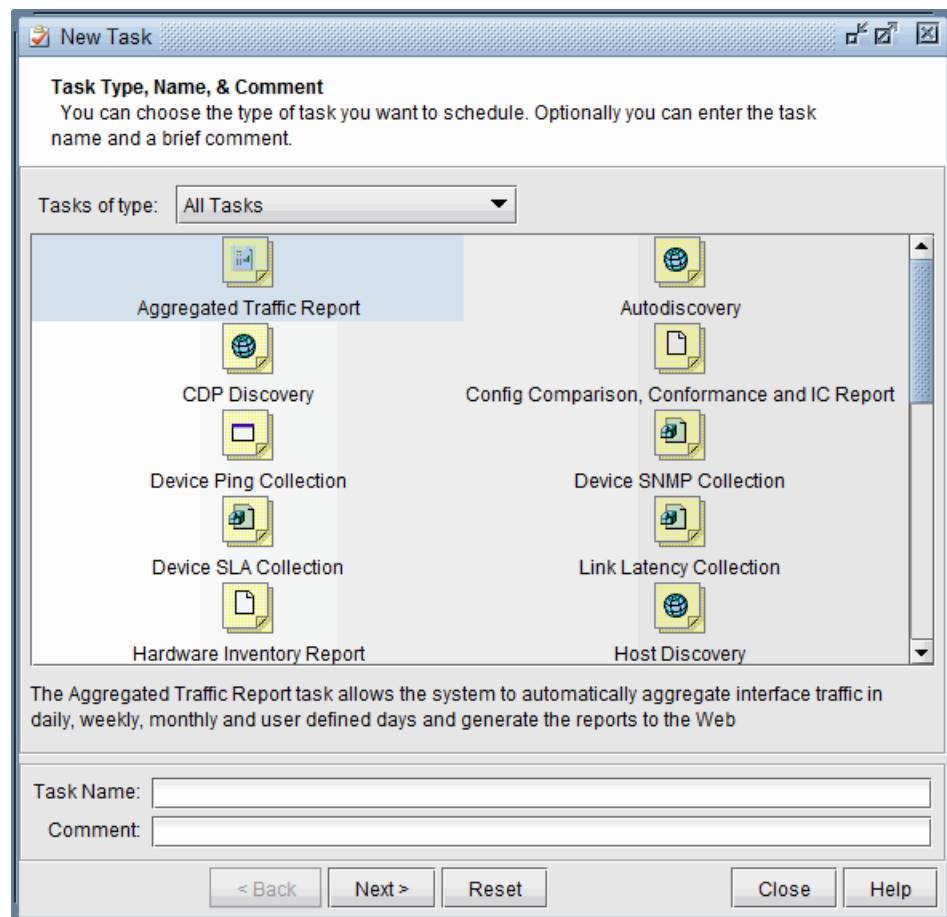 New Task
Task Type, Name, & Comment
You can choose the type of task you want to schedule. Optionally you can enter the task
name and a brief comment.
Tasks of type: All Tasks
Aggregated Traffic Report
Autodiscovery
CDP Discovery
Config Comparison, Conformance and IC Report
Device Ping Collection
Device SNMP Collection
Device SLA Collection
Link Latency Collection
Hardware Inventory Report
Host Discovery
The Aggregated Traffic Report task allows the system to automatically aggregate interface traffic in
daily, weekly, monthly and user defined days and generate the reports to the Web
Task Name:
Comment:
< Back Next > Reset Close Help